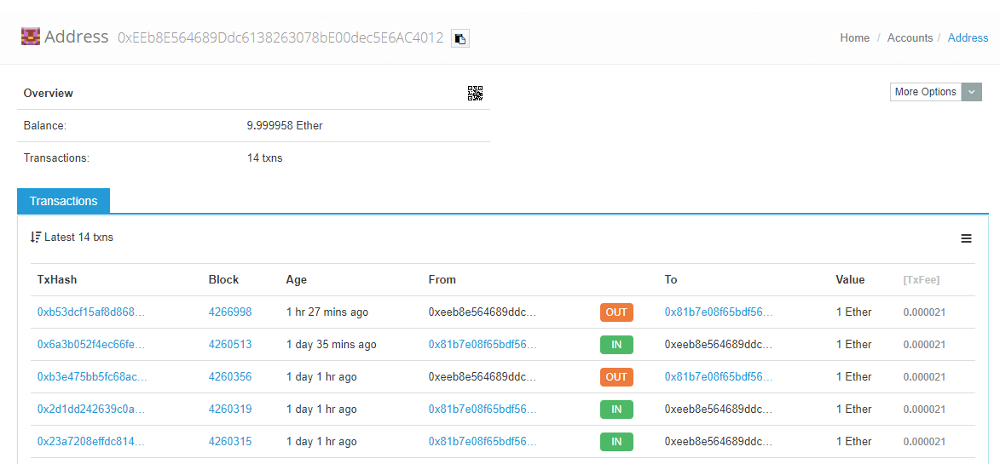 Address 0xEEb8E564689Ddc6138263078bE00dec5E6AC4012
Home / Accounts / Address
Overview
More Options
Balance: 9.999958 Ether
Transactions: 14 txns
Transactions
Latest 14 txns
TxHash Block Age From To Value [TxFee]
0xb53dcf15af8d868... 4266998 1 hr 27 mins ago 0xeeb8e564689ddc... OUT 0x81b7e08f65bdf56... 1 Ether 0.000021
0x6a3b052f4ec66fe... 4260513 1 day 35 mins ago 0x81b7e08f65bdf56... IN 0xeeb8e564689ddc... 1 Ether 0.000021
0xb3e475bb5fc68ac... 4260356 1 day 1 hr ago 0xeeb8e564689ddc... OUT 0x81b7e08f65bdf56... 1 Ether 0.000021
0x2d1dd242639c0a... 4260319 1 day 1 hr ago 0x81b7e08f65bdf56... IN 0xeeb8e564689ddc... 1 Ether 0.000021
0x23a7208effdc814... 4260315 1 day 1 hr ago 0x81b7e08f65bdf56... IN 0xeeb8e564689ddc... 1 Ether 0.000021